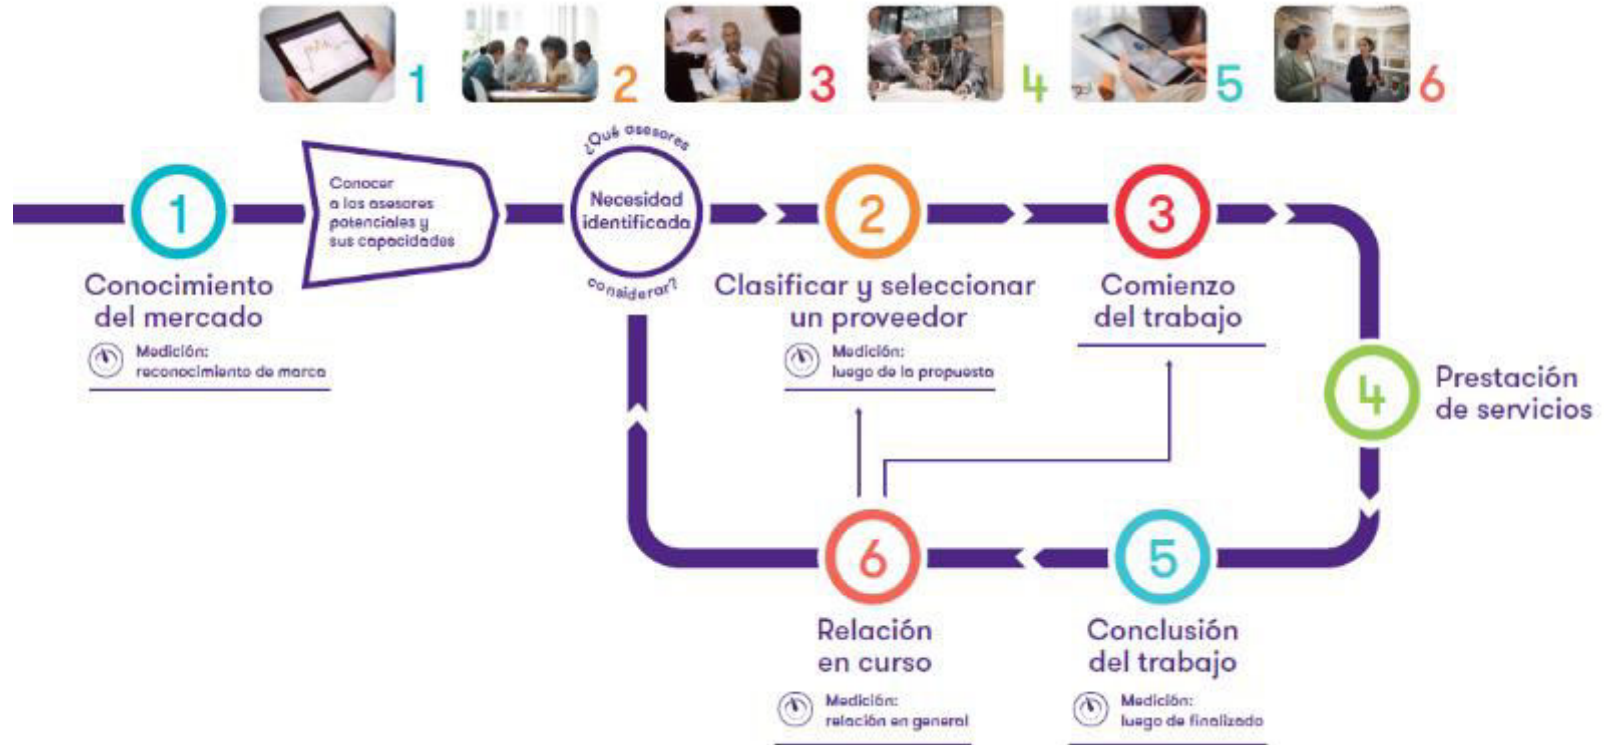 1
2
3
4
5
6
¿Qué asesores
considerar?
Necesidad
identificada
Conocer
a los asesores
potenciales y
sus capacidades
1
Conocimiento
del mercado
Medición:
reconocimiento de marca
2
Clasificar y seleccionar
un proveedor
Medición:
luego de la propuesta
3
Comienzo
del trabajo
4
Prestación
de servicios
5
Conclusión
del trabajo
Medición:
luego de finalizado
6
Relación
en curso
Medición:
relación en general